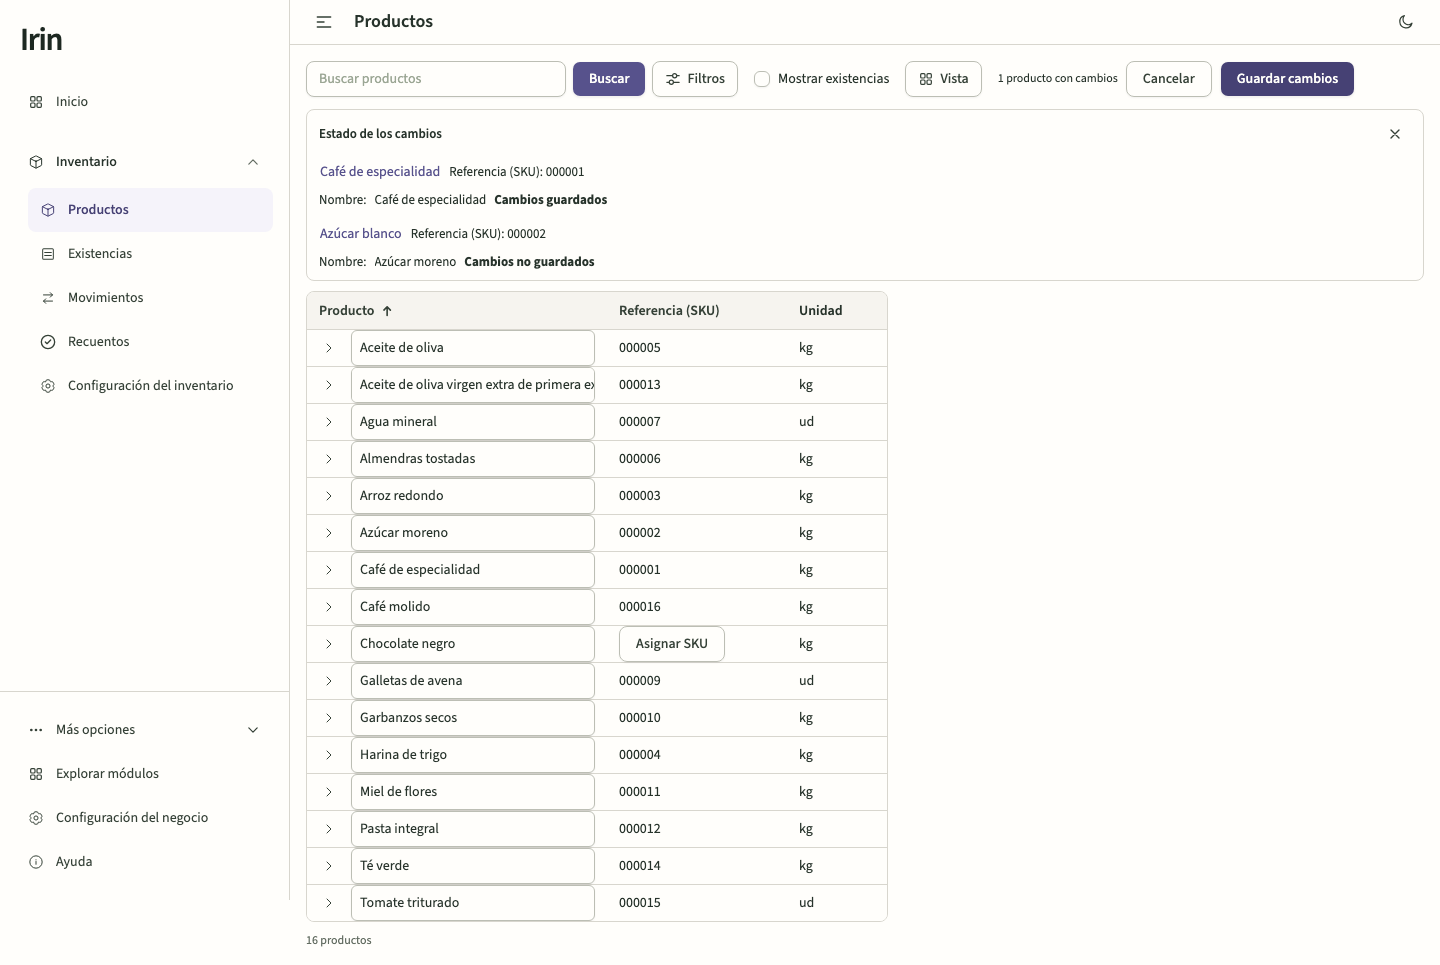 Irin
Inicio
Inventario
Productos
Existencias
Movimientos
Recuentos
Configuración del inventario
Más opciones
Explorar módulos
Configuración del negocio
Ayuda
Productos
Buscar productos
Buscar
Filtros
Mostrar existencias
Vista
1 producto con cambios
Cancelar
Guardar cambios
Estado de los cambios
Café de especialidad Referencia (SKU): 000001
Nombre: Café de especialidad Cambios guardados
Azúcar blanco Referencia (SKU): 000002
Nombre: Azúcar moreno Cambios no guardados
Producto Referencia (SKU) Unidad
Aceite de oliva 000005 kg
Aceite de oliva virgen extra de primera 000013 kg
Agua mineral 000007 ud
Almendras tostadas 000006 kg
Arroz redondo 000003 kg
Azúcar moreno 000002 kg
Café de especialidad 000001 kg
Café molido 000016 kg
Chocolate negro Asignar SKU kg
Galletas de avena 000009 ud
Garbanzos secos 000010 kg
Harina de trigo 000004 kg
Miel de flores 000011 kg
Pasta integral 000012 kg
Té verde 000014 kg
Tomate triturado 000015 ud
16 productos